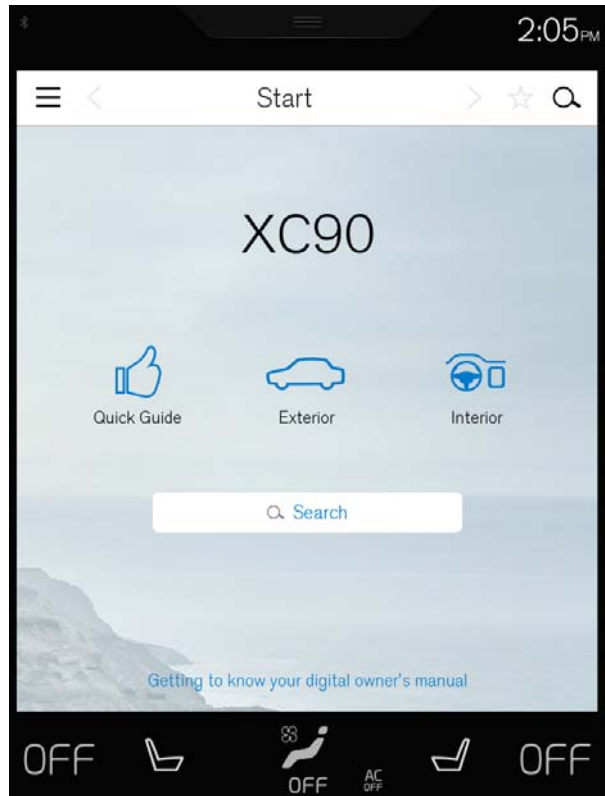 2:05PM
Start
XC90
Quick Guide
Exterior
Interior
Search
Getting to know your digital owner's manual
OFF
OFF
AC
OFF
OFF